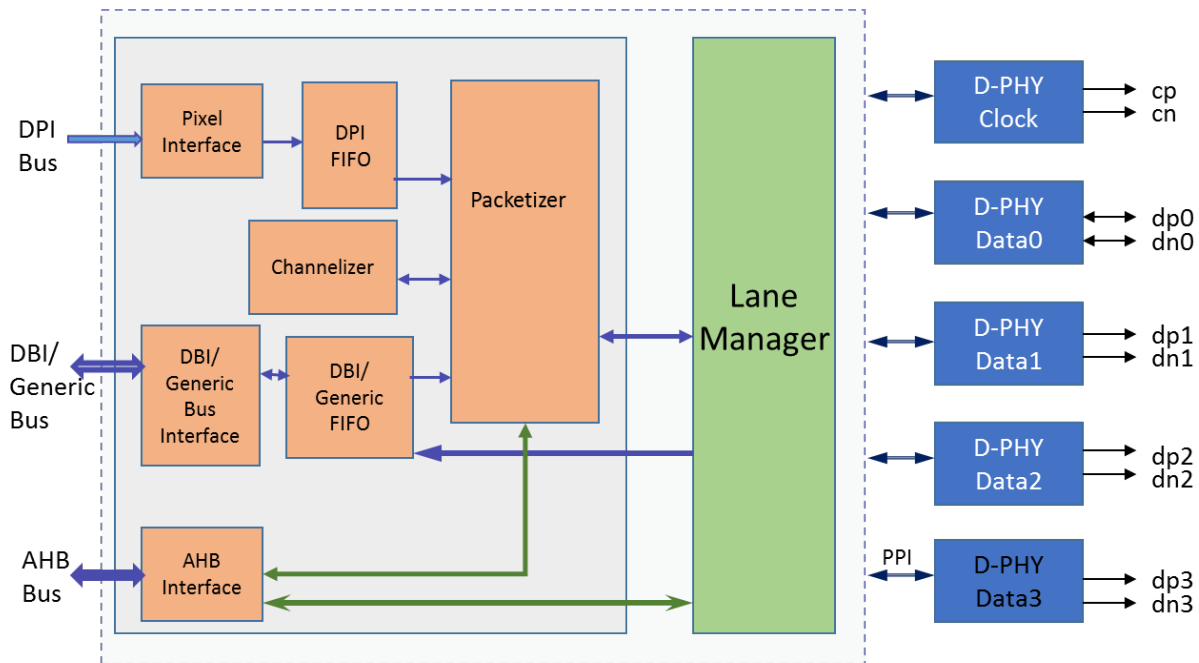 DPI
Bus
Pixel
Interface
DPI
FIFO
Packetizer
Channelizer
DBI/
Generic
Bus
DBI/
Generic
Bus
Interface
DBI/
Generic
FIFO
AHB
Bus
AHB
Interface
Lane
Manager
D-PHY
Clock
cp
cn
D-PHY
Data0
dp0
dn0
D-PHY
Data1
dp1
dn1
D-PHY
Data2
dp2
dn2
PPI
D-PHY
Data3
dp3
dn3